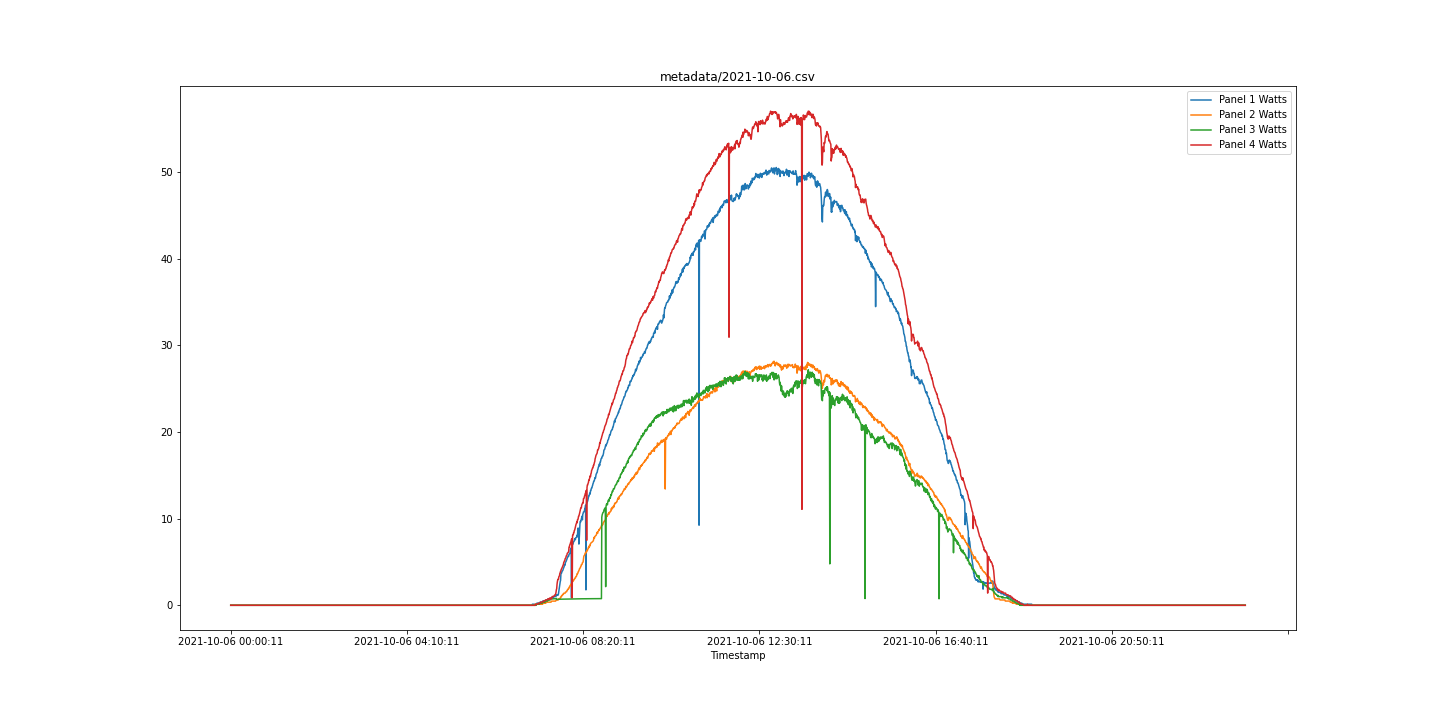 metadata/2021-10-06.csv
Panel 1 Watts
Panel 2 Watts
Panel 3 Watts
Panel 4 Watts
50
40
30
20
10
0
2021-10-06 00:00:11 2021-10-06 04:10:11 2021-10-06 08:20:11 2021-10-06 12:30:11 2021-10-06 16:40:11 2021-10-06 20:50:11
Timestamp